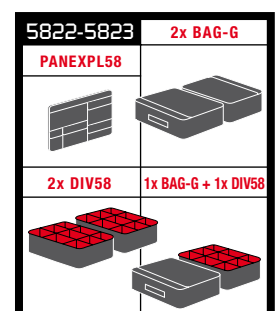 5822-5823
2x BAG-G
PANEXPL58
2x DIV58
1x BAG-G + 1x DIV58